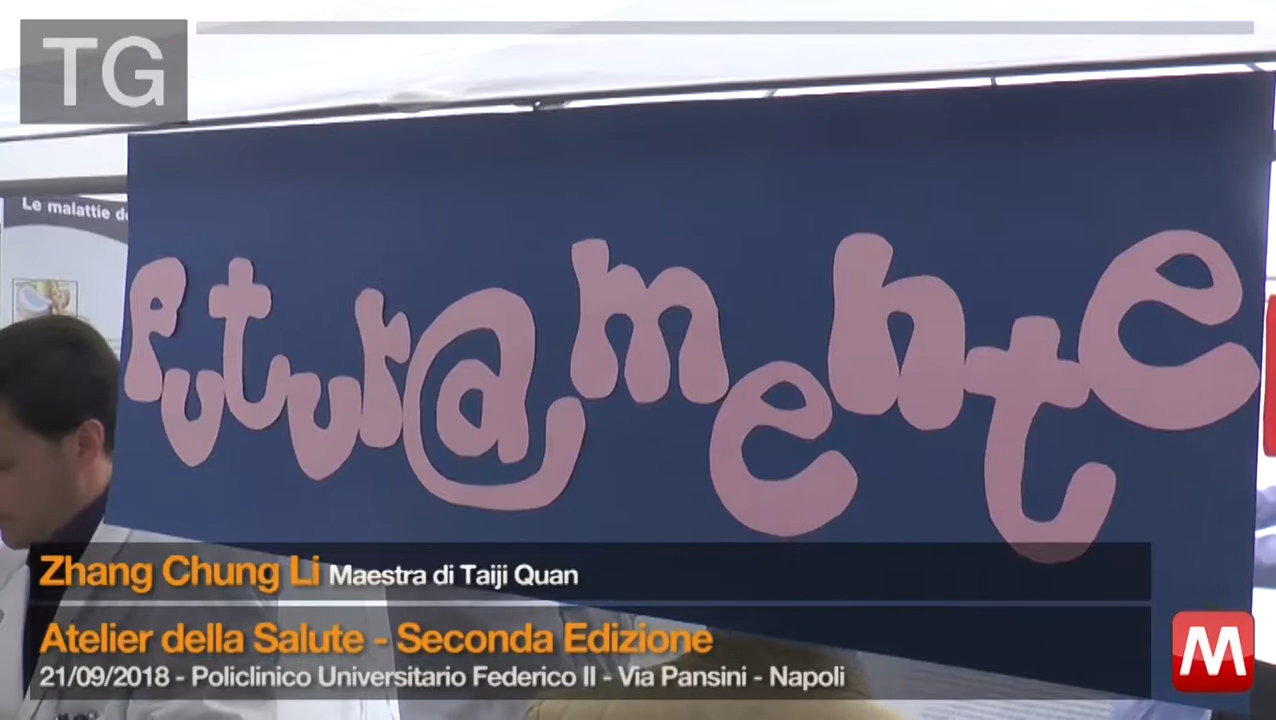 TG
Le malattie de
Futur@mente
Zhang Chung Li Maestra di Taiji Quan
Atelier della Salute - Seconda Edizione
21/09/2018 - Policlinico Universitario Federico II - Via Pansini - Napoli
M